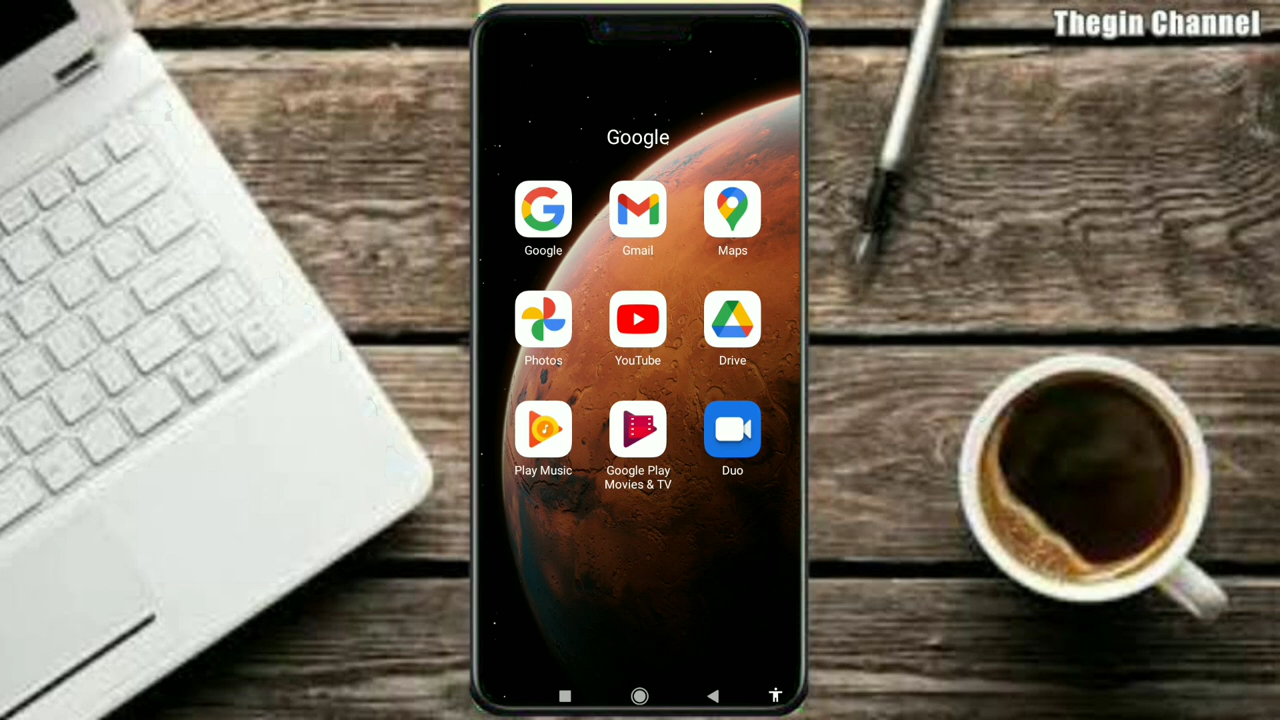 Thegin Channel
Google
Google
Gmail
Maps
Photos
YouTube
Drive
Play Music
Google Play
Movies & TV
Duo